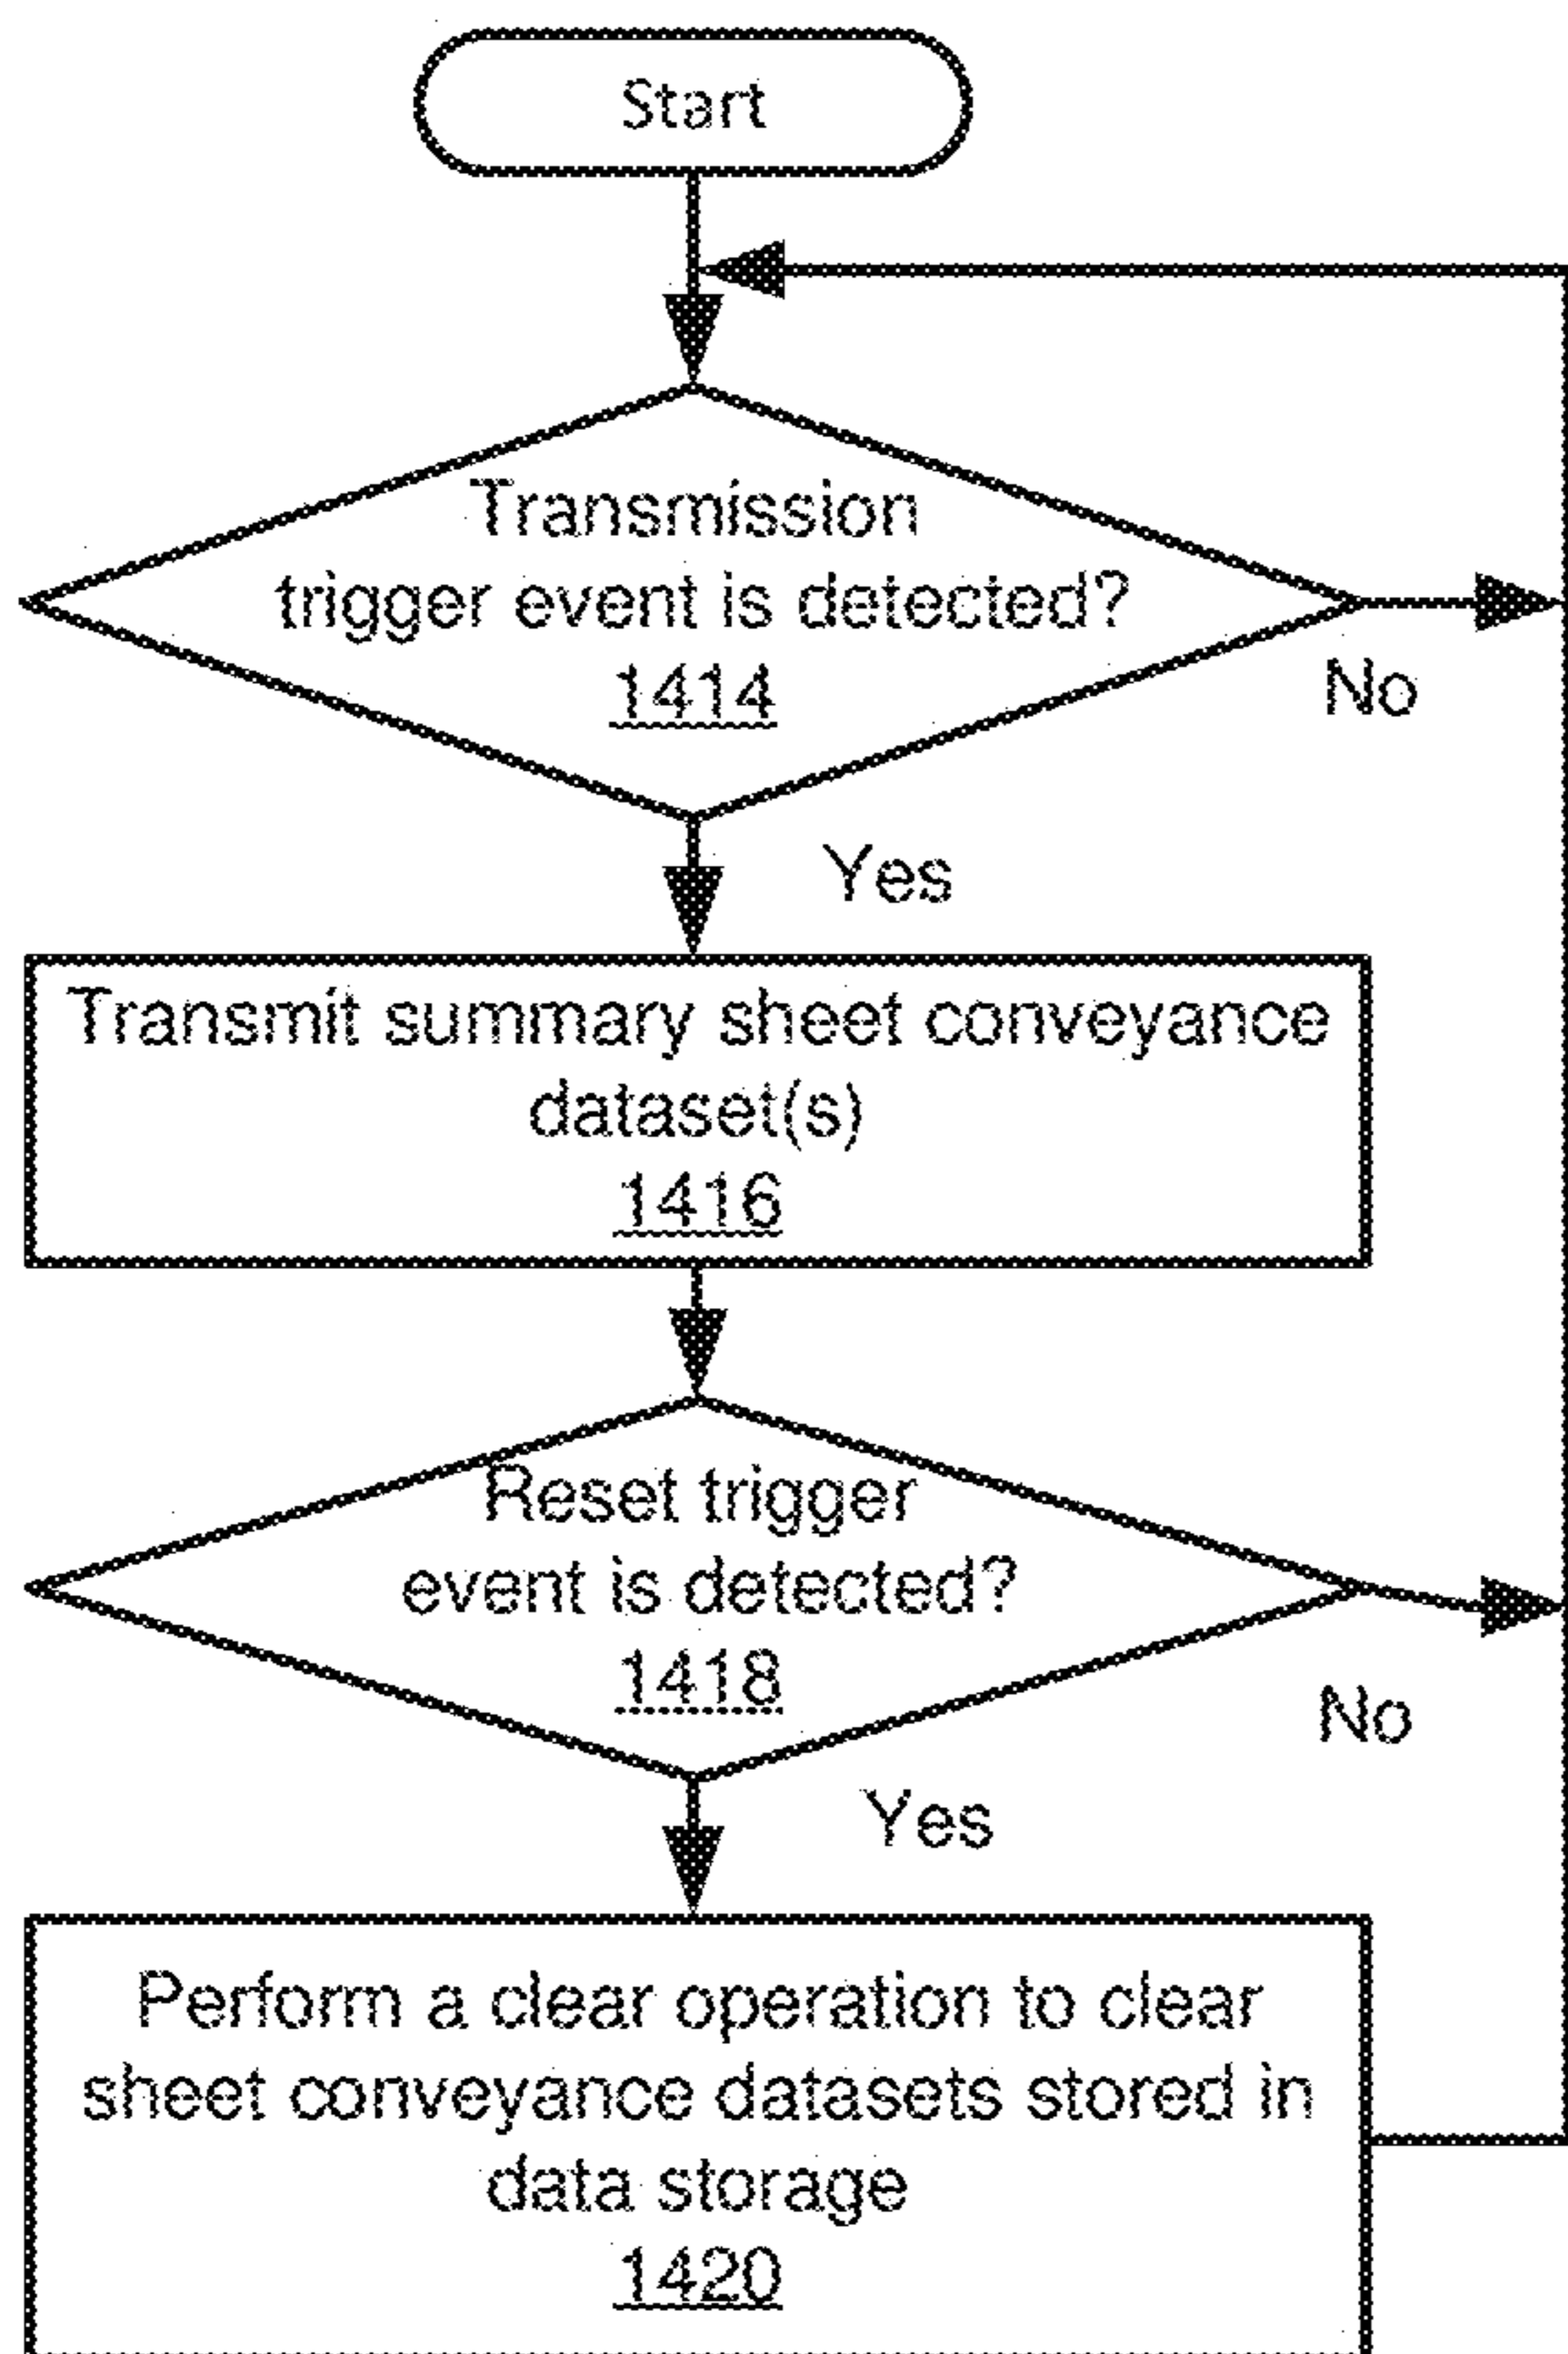 Start
Transmission
trigger event is detected?
1414
No
Yes
Transmit summary sheet conveyance
dataset(s)
1416
Reset trigger
event is detected?
1418
No
Yes
Perform a clear operation to clear
sheet conveyance datasets stored in
data storage
1420